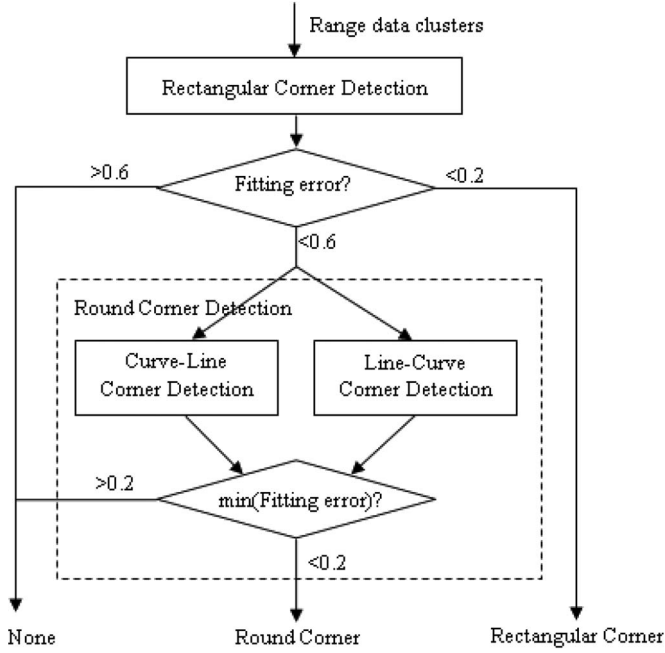 Range data clusters
Rectangular Corner Detection
>0.6
Fitting error?
<0.2
<0.6
Round Corner Detection
Curve-Line
Corner Detection
Line-Curve
Corner Detection
>0.2
min(Fitting error)?
<0.2
None
Round Corner
Rectangular Corner